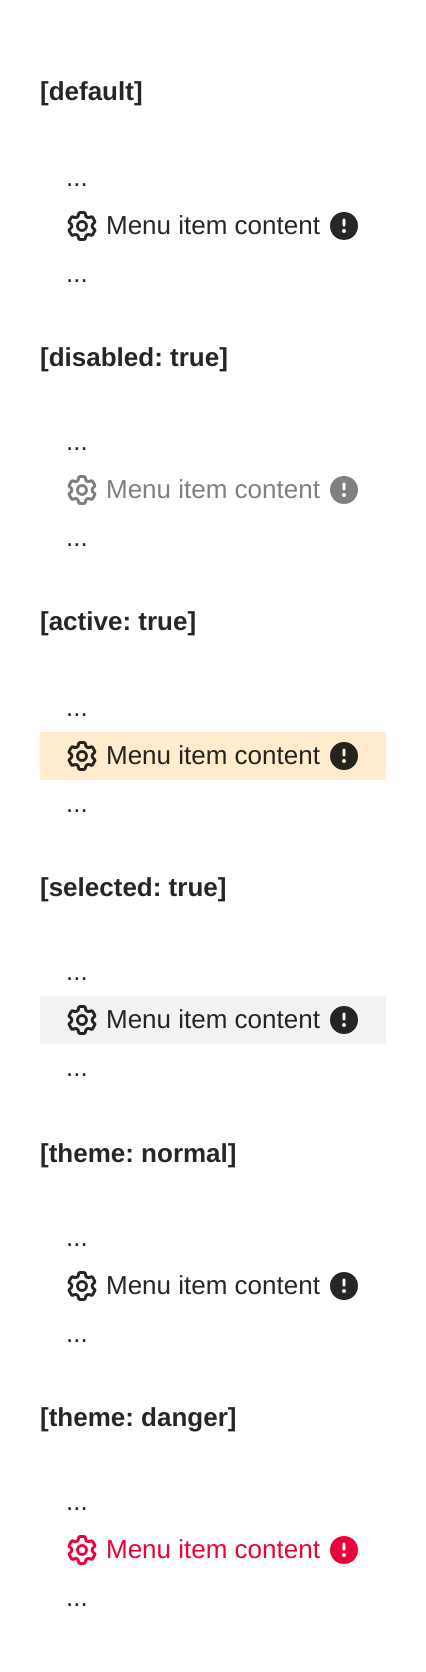 [default]
...
Menu item content
...
[disabled: true]
...
Menu item content
...
[active: true]
...
Menu item content
...
[selected: true]
...
Menu item content
...
[theme: normal]
...
Menu item content
...
[theme: danger]
...
Menu item content
...